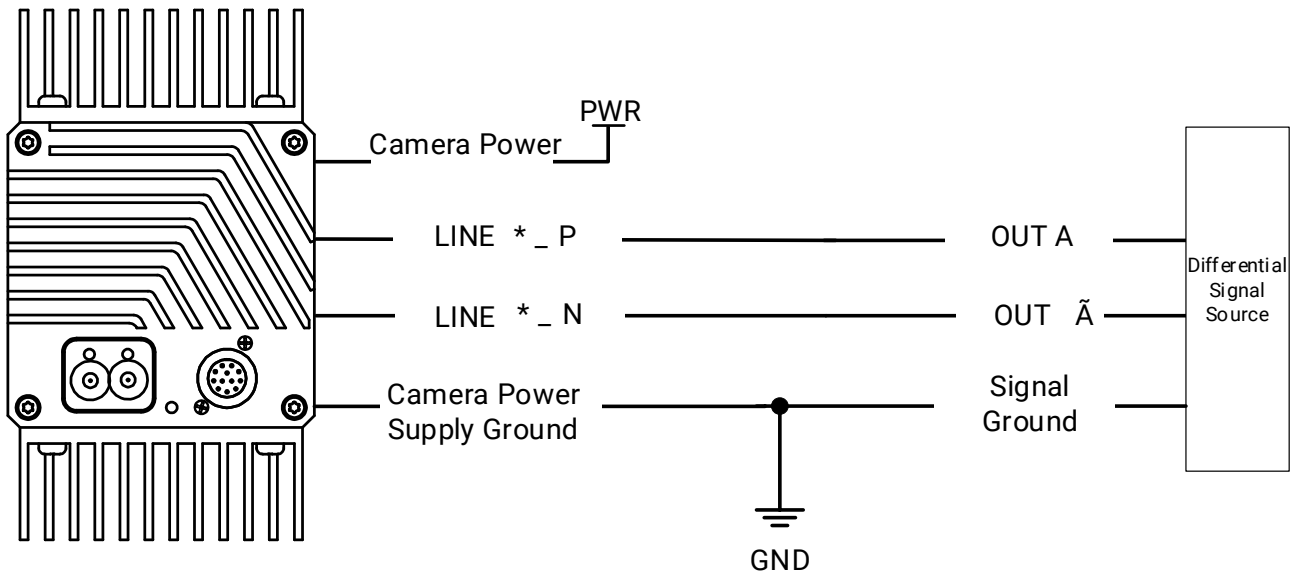 PWR
Camera Power
LINE * _ P
OUT A
LINE * _ N
OUT Ã
Differential
Signal
Source
Camera Power
Supply Ground
Signal
Ground
GND